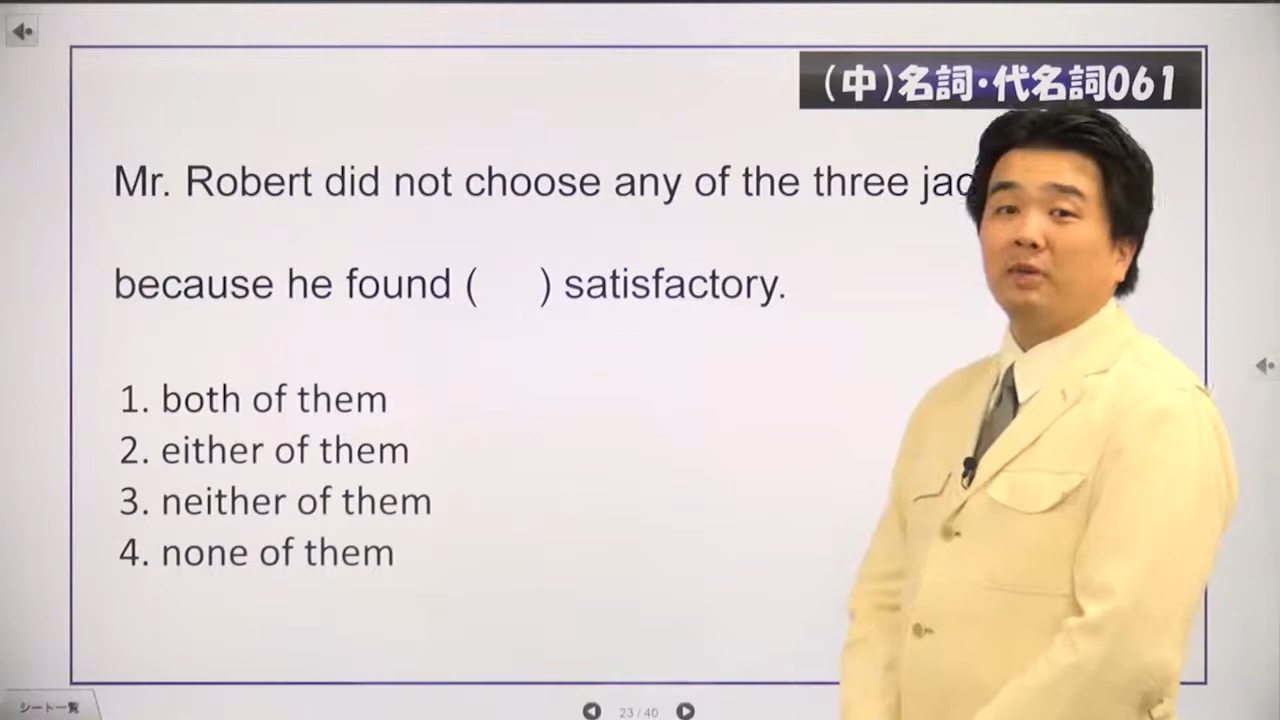 (中)名詞・代名詞061
Mr. Robert did not choose any of the three
because he found (     ) satisfactory.
1. both of them
2. either of them
3. neither of them
4. none of them
シート一覧
23 / 40